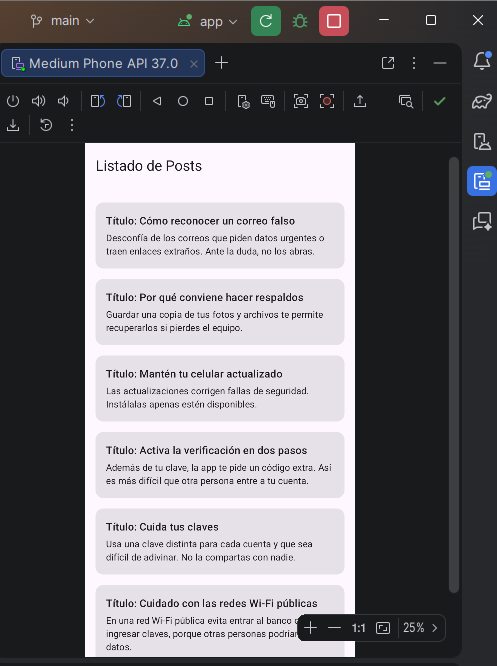 main
app
Medium Phone API 37.0
Listado de Posts
Título: Cómo reconocer un correo falso
Desconfía de los correos que piden datos urgentes o
traen enlaces extraños. Ante la duda, no los abras.
Título: Por qué conviene hacer respaldos
Guardar una copia de tus fotos y archivos te permite
recuperarlos si pierdes el equipo.
Título: Mantén tu celular actualizado
Las actualizaciones corrigen fallas de seguridad.
Instálalas apenas estén disponibles.
Título: Activa la verificación en dos pasos
Además de tu clave, la app te pide un código extra. Así
es más difícil que otra persona entre a tu cuenta.
Título: Cuida tus claves
Usa una clave distinta para cada cuenta y que sea
difícil de adivinar. No la compartas con nadie.
Título: Cuidado con las redes Wi-Fi públicas
En una red Wi-Fi pública evita entrar al banco
ingresar claves, porque otras personas
datos.
1:1
25%